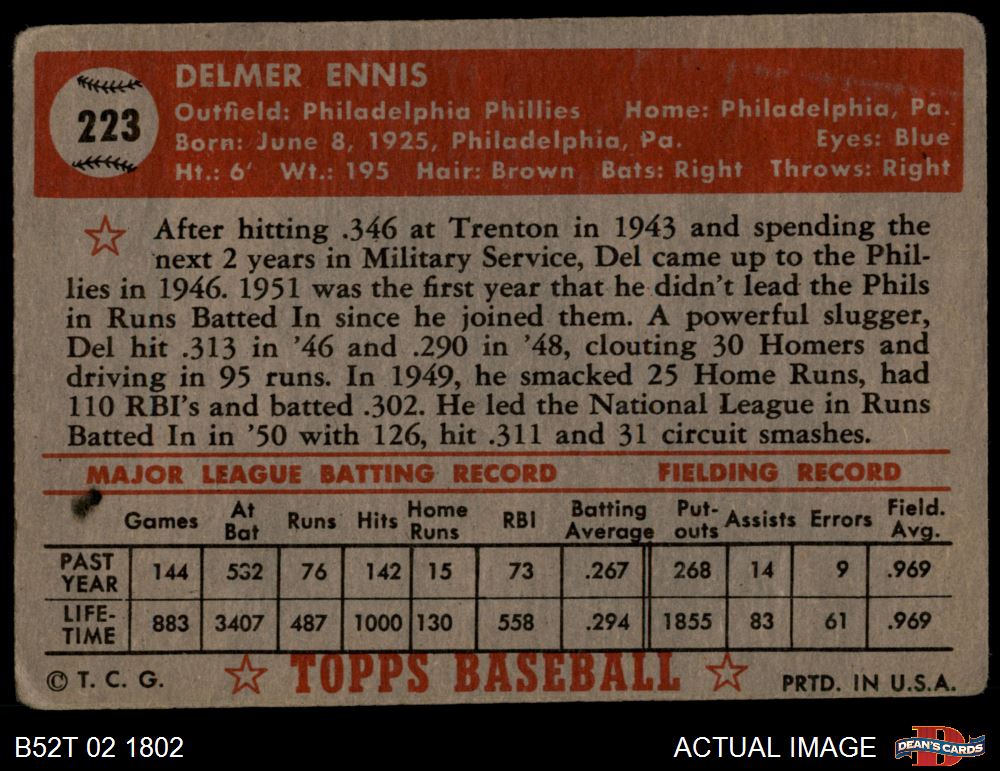 223
DELMER ENNIS
Outfield: Philadelphia Phillies Home: Philadelphia, Pa.
Born: June 8, 1925, Philadelphia, Pa. Eyes: Blue
Ht.: 6' Wt.: 195 Hair: Brown Bats: Right Throws: Right
After hitting .346 at Trenton in 1943 and spending the
next 2 years in Military Service, Del came up to the Phil-
lies in 1946. 1951 was the first year that he didn't lead the Phils
in Runs Batted In since he joined them. A powerful slugger,
Del hit .313 in '46 and .290 in '48, clouting 30 Homers and
driving in 95 runs. In 1949, he smacked 25 Home Runs, had
110 RBI's and batted .302. He led the National League in Runs
Batted In in '50 with 126, hit .311 and 31 circuit smashes.
MAJOR LEAGUE BATTING RECORD FIELDING RECORD
Games At Bat Runs Hits Home Runs RBI Batting Average Put-outs Assists Errors Field. Avg.
PAST YEAR 144 532 76 142 15 73 .267 268 14 9 .969
LIFE-TIME 883 3407 487 1000 130 558 .294 1855 83 61 .969
© T. C. G. TOPPS BASEBALL PRTD. IN U.S.A.
B52T 02 1802 ACTUAL IMAGE DEAN'S CARDS